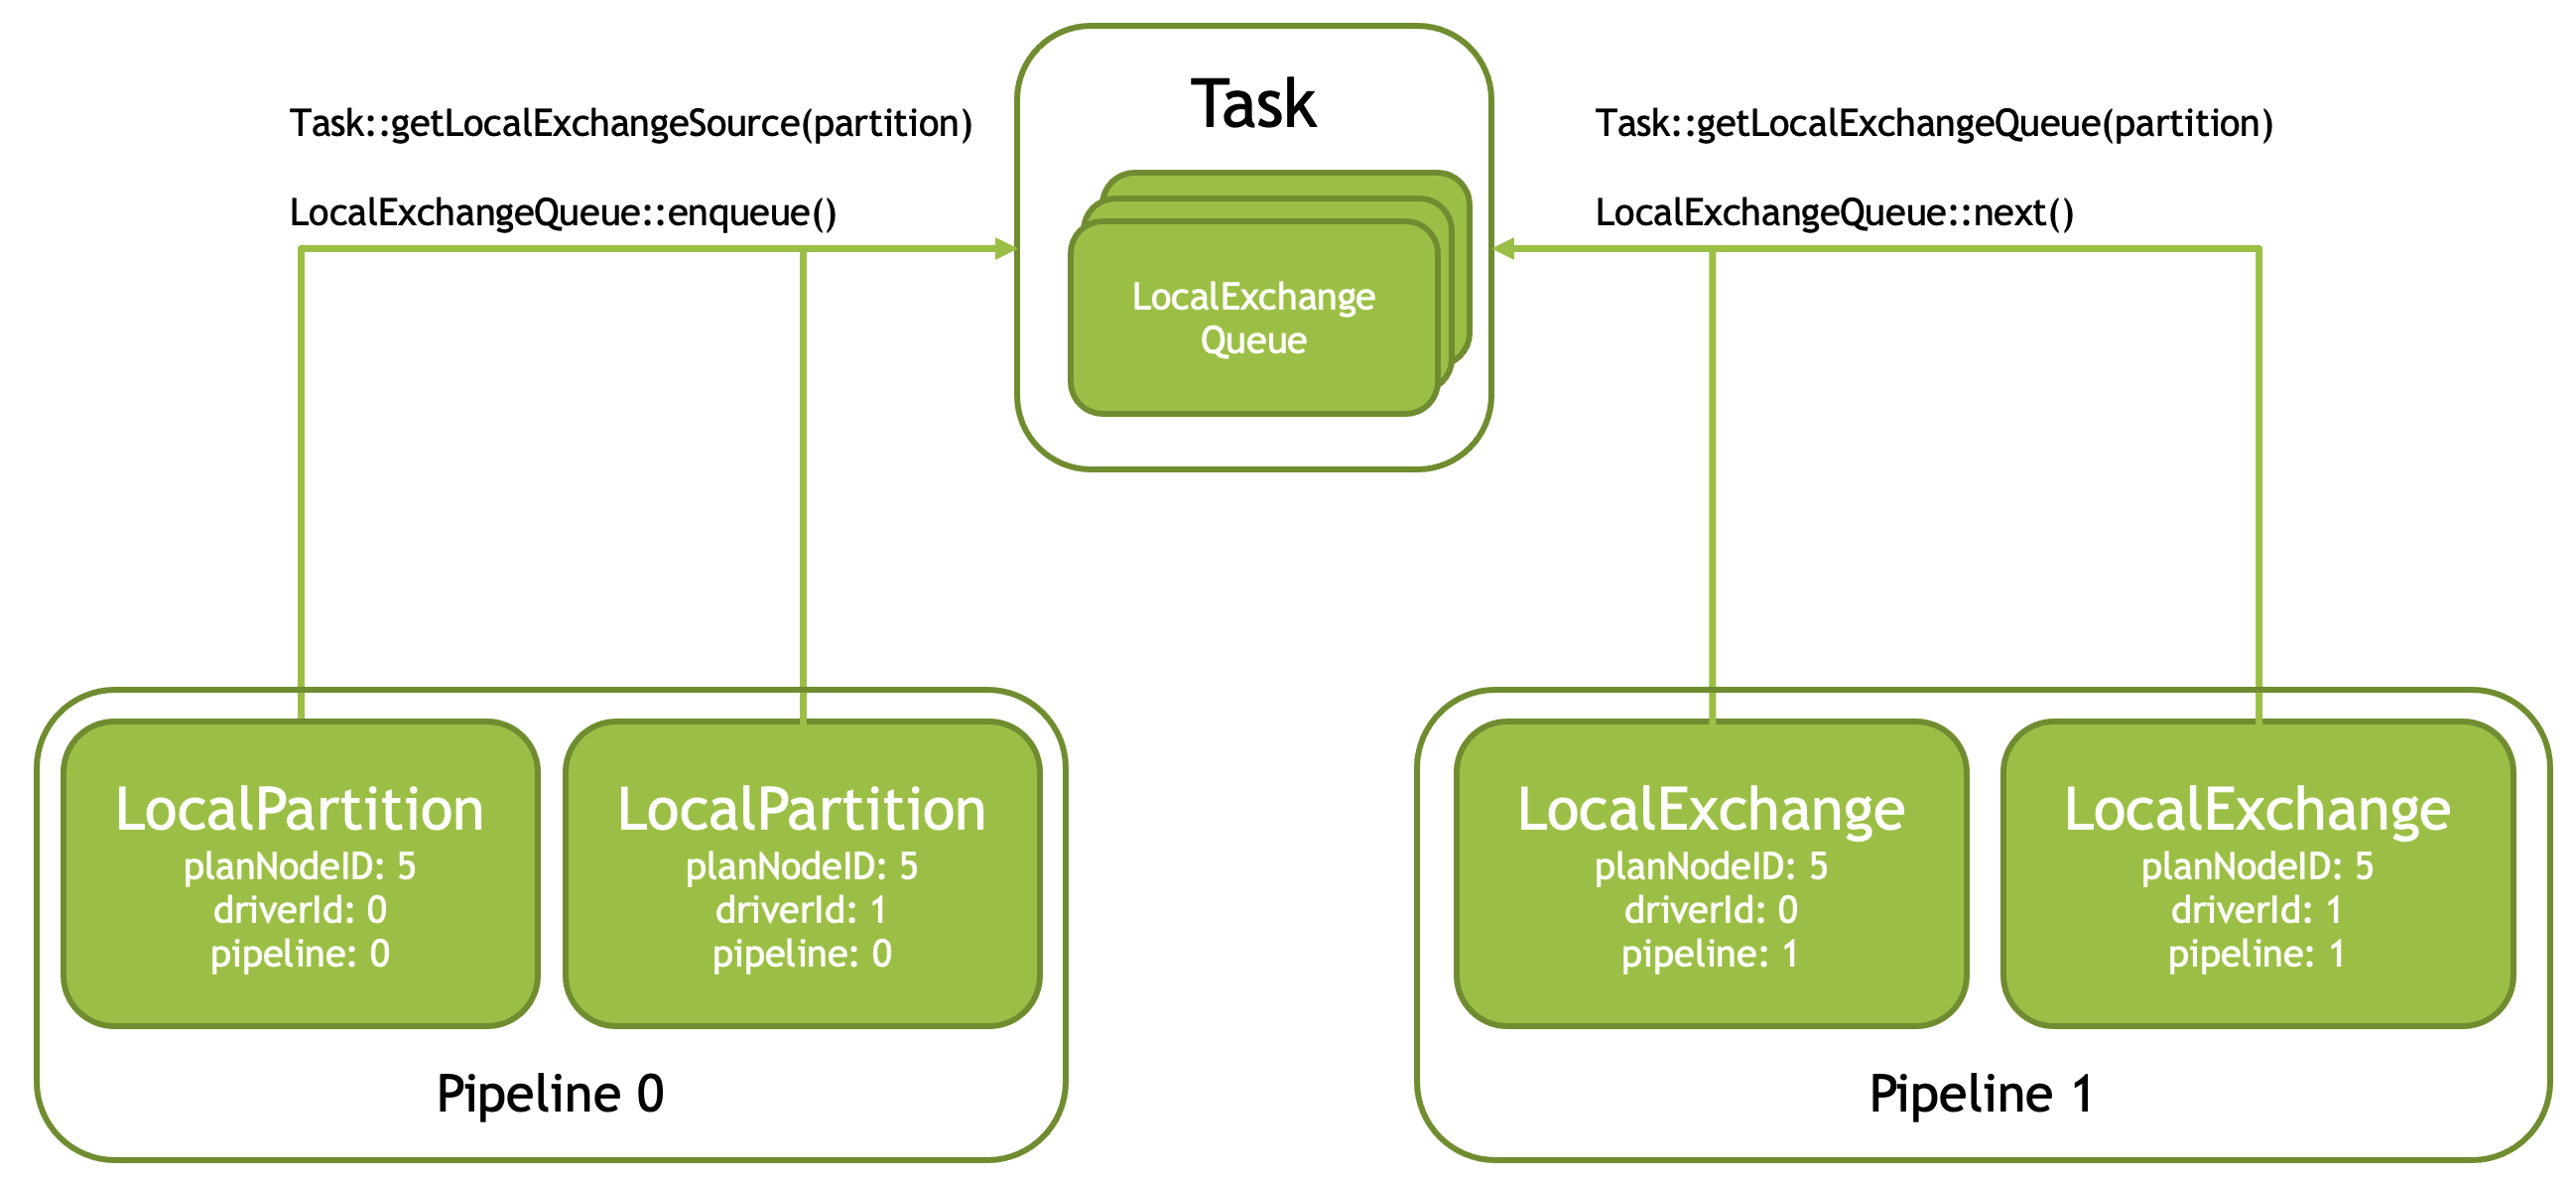 Task
Task::getLocalExchangeSource(partition)
LocalExchangeQueue::enqueue()
Task::getLocalExchangeQueue(partition)
LocalExchangeQueue::next()
LocalExchange
Queue
LocalPartition
planNodeID: 5
driverId: 0
pipeline: 0
LocalPartition
planNodeID: 5
driverId: 1
pipeline: 0
Pipeline 0
LocalExchange
planNodeID: 5
driverId: 0
pipeline: 1
LocalExchange
planNodeID: 5
driverId: 1
pipeline: 1
Pipeline 1